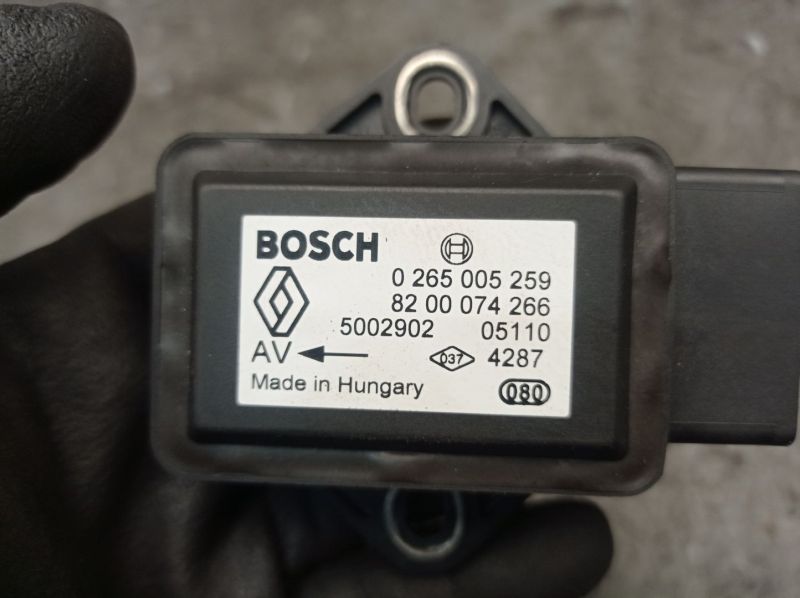 BOSCH
0 265 005 259
82 00 074 266
5002902 05110
AV 037 4287
Made in Hungary 080